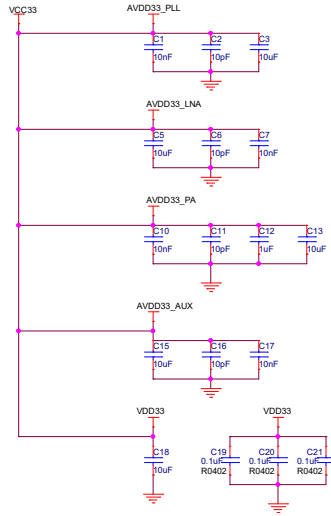 VCC33 AVDD33_PLL
C1 C2 C3
10nF 10pF 10uF
AVDD33_LNA
C5 C6 C7
10uF 10pF 10nF
AVDD33_PA
C10 C11 C12 C13
10nF 10pF 1uF 10uF
AVDD33_AUX
C15 C16 C17
10uF 10pF 10nF
VDD33 VDD33
C18 C19 C20 C21
10uF 0.1uF 0.1uF 0.1uF
R0402 R0402 R0402